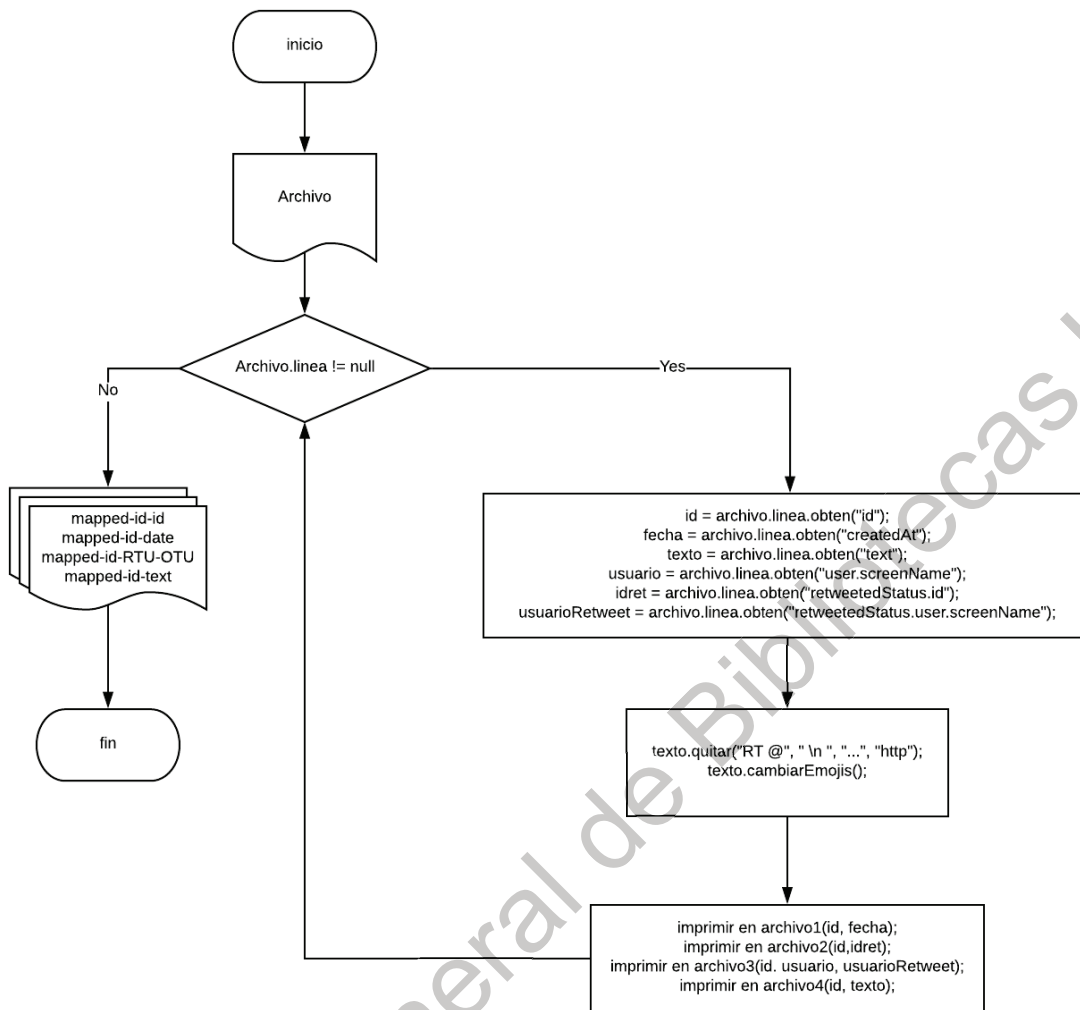 inicio
Archivo
Archivo.linea != null
No
Yes
mapped-id-id
mapped-id-date
mapped-id-RTU-OTU
mapped-id-text
fin
id = archivo.linea.obten("id");
fecha = archivo.linea.obten("createdAt");
texto = archivo.linea.obten("text");
usuario = archivo.linea.obten("user.screenName");
idret = archivo.linea.obten("retweetedStatus.id");
usuarioRetweet = archivo.linea.obten("retweetedStatus.user.screenName");
texto.quitar("RT @", " \n ", "...", "http");
texto.cambiarEmojis();
imprimir en archivo1(id, fecha);
imprimir en archivo2(id,idret);
imprimir en archivo3(id. usuario, usuarioRetweet);
imprimir en archivo4(id, texto);
neral de Bibliotecas